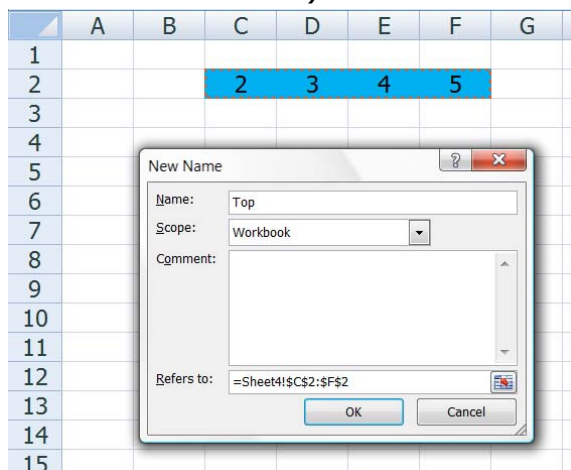 A B C D E F G
1
2 2 3 4 5
3
4
5
6
7
8
9
10
11
12
13
14
15
New Name
Name: Top
Scope: Workbook
Comment:
Refers to: =Sheet4!$C$2:$F$2
OK Cancel